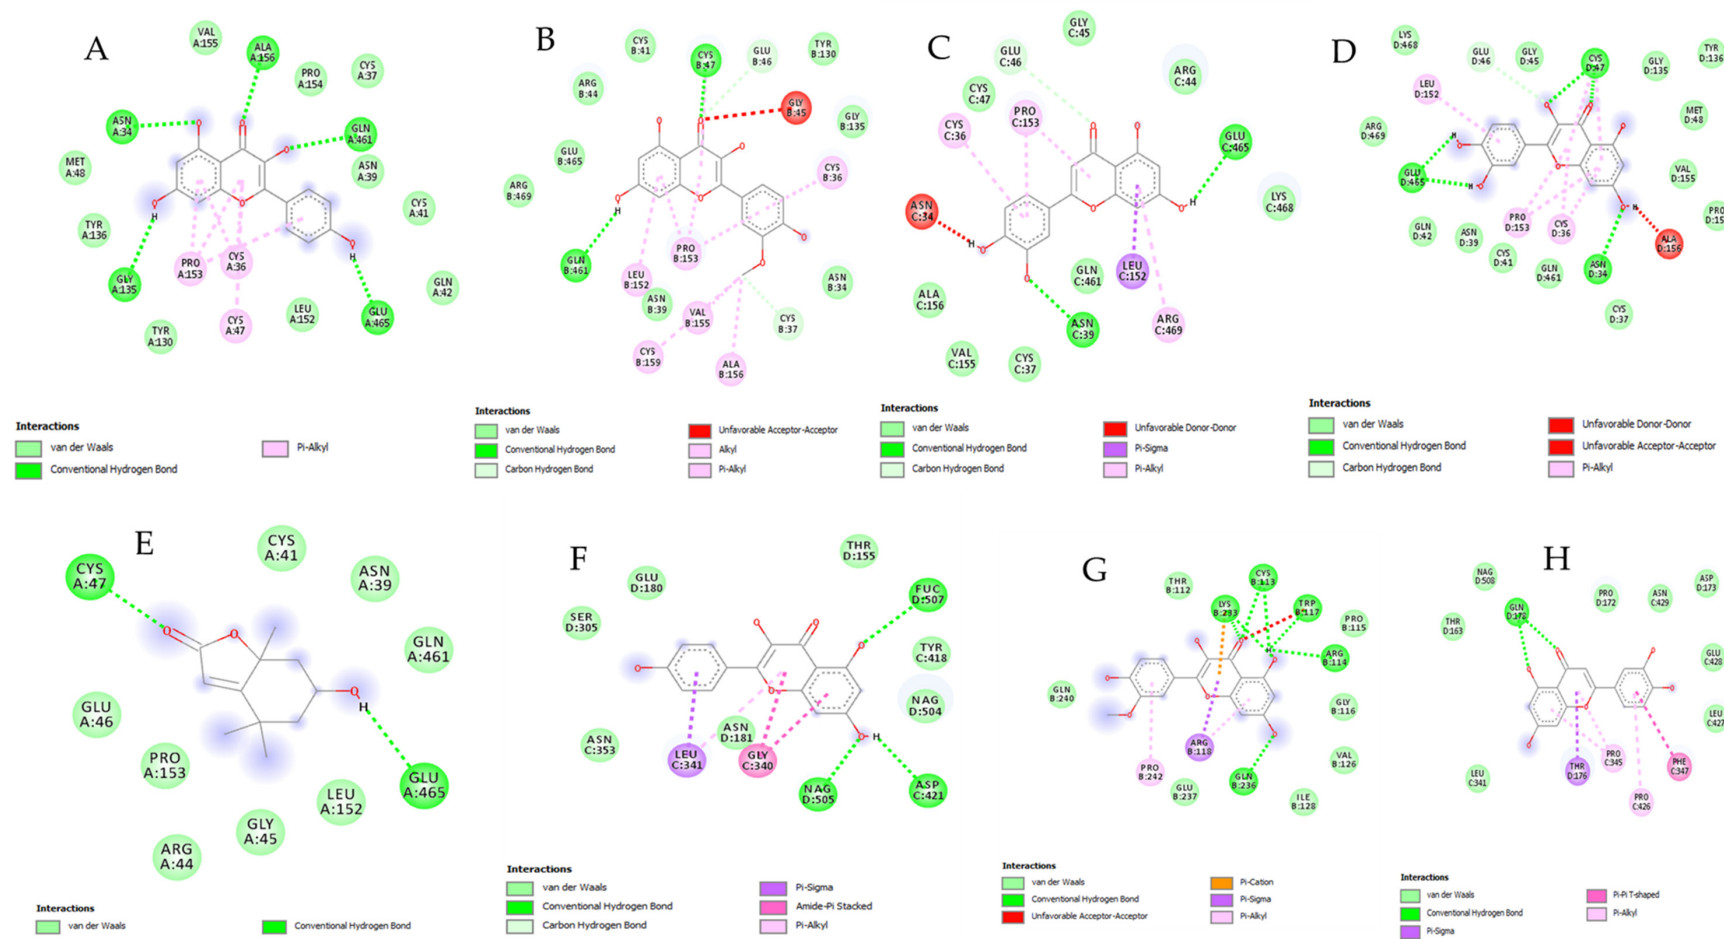 A
VAL
A:155
ALA
A:156
PRO
A:154
CYS
A:37
ASN
A:34
GLN
A:461
MET
A:48
ASN
A:39
CYS
A:41
TYR
A:136
PRO
A:153
CYS
A:36
GLY
A:135
GLN
A:42
CYS
A:47
LEU
A:152
GLU
A:465
TYR
A:130
H
H
Interactions
van der Waals
Conventional Hydrogen Bond
Pi-Alkyl
B
CYS
B:41
CYS
B:47
GLU
B:46
TYR
B:130
ARG
B:44
GLY
B:45
GLY
B:135
GLU
B:465
CYS
B:36
ARG
B:469
PRO
B:153
GLN
B:461
LEU
B:152
ASN
B:39
ASN
B:34
VAL
B:155
CYS
B:37
CYS
B:159
ALA
B:156
H
Interactions
van der Waals
Conventional Hydrogen Bond
Carbon Hydrogen Bond
Unfavorable Acceptor-Acceptor
Alkyl
Pi-Alkyl
C
GLY
C:45
GLU
C:46
ARG
C:44
CYS
C:47
CYS
C:36
PRO
C:153
GLU
C:465
ASN
C:34
LYS
C:468
GLN
C:461
LEU
C:152
ALA
C:156
ASN
C:39
ARG
C:469
VAL
C:155
CYS
C:37
H
H
Interactions
van der Waals
Conventional Hydrogen Bond
Carbon Hydrogen Bond
Unfavorable Donor-Donor
Pi-Sigma
Pi-Alkyl
D
LYS
D:468
GLU
D:46
GLY
D:45
CYS
D:47
GLY
D:135
TYR
D:136
LEU
D:152
MET
D:48
ARG
D:469
GLU
D:465
VAL
D:155
GLN
D:42
ASN
D:39
PRO
D:153
CYS
D:36
CYS
D:41
GLN
D:461
ASN
D:34
ALA
D:156
CYS
D:37
PRO
D:15
H
H
H
Interactions
van der Waals
Conventional Hydrogen Bond
Carbon Hydrogen Bond
Unfavorable Donor-Donor
Unfavorable Acceptor-Acceptor
Pi-Alkyl
E
CYS
A:41
CYS
A:47
ASN
A:39
GLN
A:461
GLU
A:46
PRO
A:153
GLU
A:465
LEU
A:152
GLY
A:45
ARG
A:44
H
Interactions
van der Waals
Conventional Hydrogen Bond
F
THR
D:155
GLU
D:180
FUC
D:507
SER
D:305
TYR
C:418
NAG
D:504
ASN
C:353
ASN
D:181
LEU
C:341
GLY
C:340
NAG
D:505
ASP
C:421
H
Interactions
van der Waals
Conventional Hydrogen Bond
Carbon Hydrogen Bond
Pi-Sigma
Amide-Pi Stacked
Pi-Alkyl
G
THR
B:112
CYS
B:113
LYS
B:233
TRP
B:117
PRO
B:115
ARG
B:114
GLN
B:240
GLY
B:116
ARG
B:118
VAL
B:126
PRO
B:242
GLN
B:236
GLU
B:237
ILE
B:128
H
Interactions
van der Waals
Conventional Hydrogen Bond
Unfavorable Acceptor-Acceptor
Pi-Cation
Pi-Sigma
Pi-Alkyl
H
NAG
D:508
GLN
D:178
PRO
D:172
ASN
C:429
ASP
D:173
THR
D:163
GLU
C:428
LEU
C:427
LEU
C:341
THR
D:176
PRO
C:345
PHE
C:347
PRO
C:426
Interactions
van der Waals
Conventional Hydrogen Bond
Pi-Sigma
Pi-Pi T-shaped
Pi-Alkyl